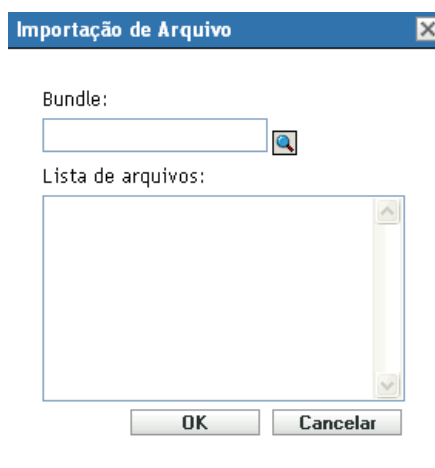 Importação de Arquivo
Bundle:
Lista de arquivos:
OK
Cancelar